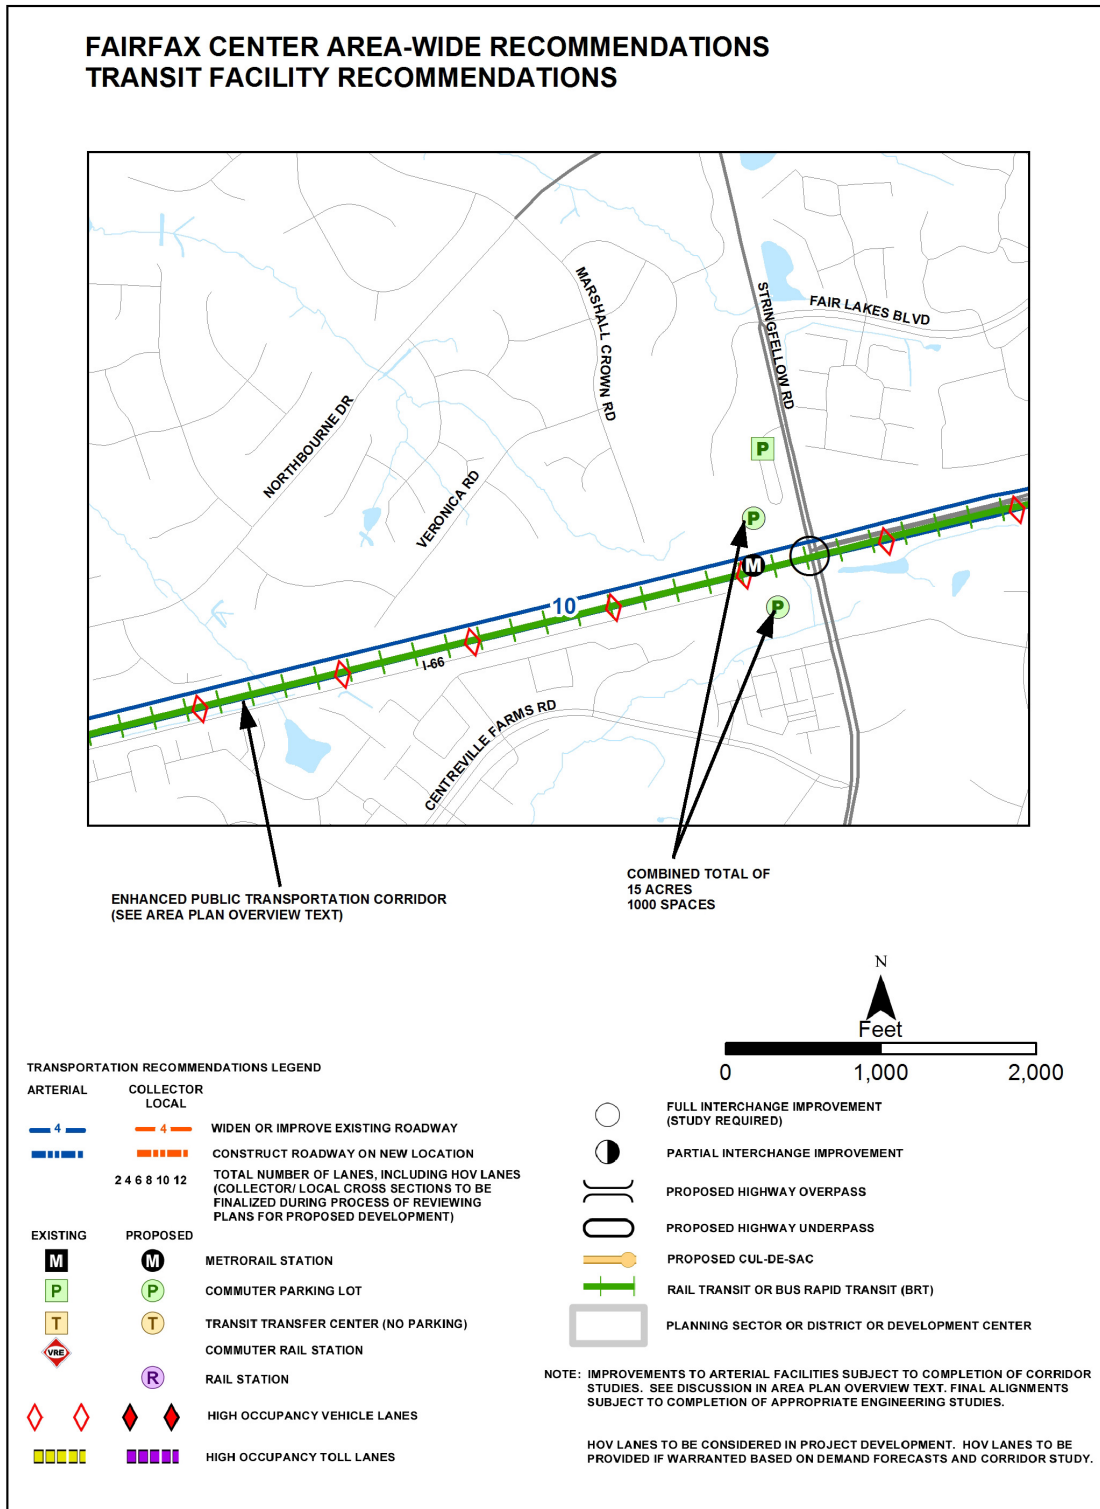 FAIRFAX CENTER AREA-WIDE RECOMMENDATIONS
TRANSIT FACILITY RECOMMENDATIONS
MARSHALL CROWN RD
STRINGFELLOW RD
FAIR LAKES BLVD
NORTHBOURNE DR
VERONICA RD
P
P
M
10
P
I-66
CENTREVILLE FARMS RD
ENHANCED PUBLIC TRANSPORTATION CORRIDOR
(SEE AREA PLAN OVERVIEW TEXT)
COMBINED TOTAL OF
15 ACRES
1000 SPACES
N
Feet
0 1,000 2,000
TRANSPORTATION RECOMMENDATIONS LEGEND
ARTERIAL
COLLECTOR
LOCAL
4 4 WIDEN OR IMPROVE EXISTING ROADWAY
CONSTRUCT ROADWAY ON NEW LOCATION
2 4 6 8 10 12
TOTAL NUMBER OF LANES, INCLUDING HOV LANES
(COLLECTOR/ LOCAL CROSS SECTIONS TO BE
FINALIZED DURING PROCESS OF REVIEWING
PLANS FOR PROPOSED DEVELOPMENT)
EXISTING PROPOSED
M M METRORAIL STATION
P P COMMUTER PARKING LOT
T T TRANSIT TRANSFER CENTER (NO PARKING)
VRE COMMUTER RAIL STATION
R RAIL STATION
HIGH OCCUPANCY VEHICLE LANES
HIGH OCCUPANCY TOLL LANES
FULL INTERCHANGE IMPROVEMENT
(STUDY REQUIRED)
PARTIAL INTERCHANGE IMPROVEMENT
PROPOSED HIGHWAY OVERPASS
PROPOSED HIGHWAY UNDERPASS
PROPOSED CUL-DE-SAC
RAIL TRANSIT OR BUS RAPID TRANSIT (BRT)
PLANNING SECTOR OR DISTRICT OR DEVELOPMENT CENTER
NOTE: IMPROVEMENTS TO ARTERIAL FACILITIES SUBJECT TO COMPLETION OF CORRIDOR
STUDIES. SEE DISCUSSION IN AREA PLAN OVERVIEW TEXT. FINAL ALIGNMENTS
SUBJECT TO COMPLETION OF APPROPRIATE ENGINEERING STUDIES.
HOV LANES TO BE CONSIDERED IN PROJECT DEVELOPMENT. HOV LANES TO BE
PROVIDED IF WARRANTED BASED ON DEMAND FORECASTS AND CORRIDOR STUDY.